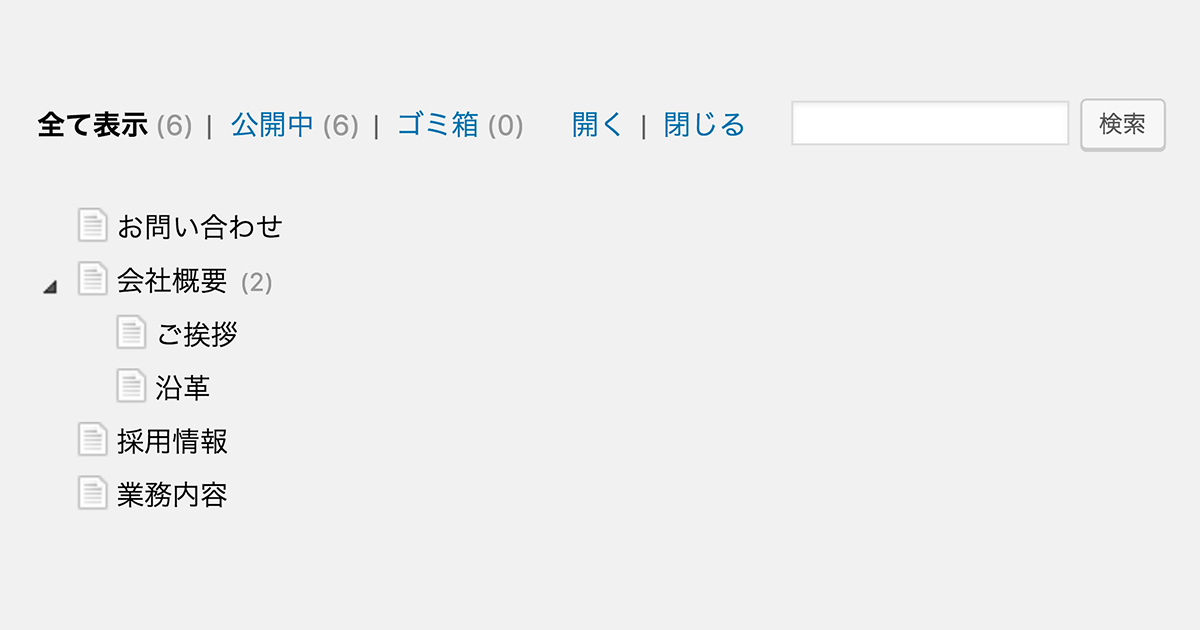 全て表示 (6) | 公開中 (6) | ゴミ箱 (0) 開く | 閉じる 検索
お問い合わせ
会社概要 (2)
ご挨拶
沿革
採用情報
業務内容